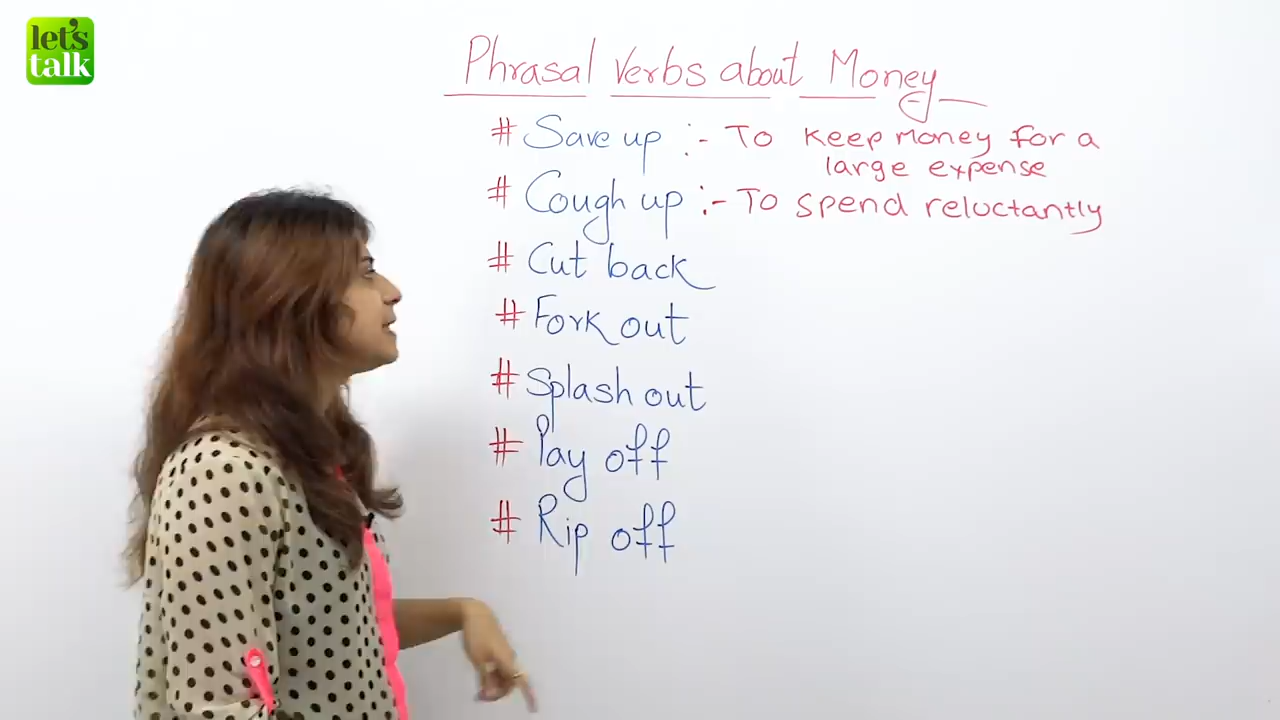 let's
talk
Phrasal Verbs about Money
# Save up :- To keep money for a
large expense
# Cough up :- To spend reluctantly
# Cut back
# Fork out
# Splash out
# Pay off
# Rip off